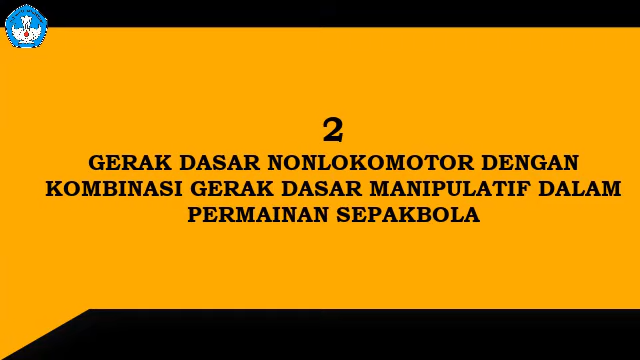 2
GERAK DASAR NONLOKOMOTOR DENGAN
KOMBINASI GERAK DASAR MANIPULATIF DALAM
PERMAINAN SEPAKBOLA